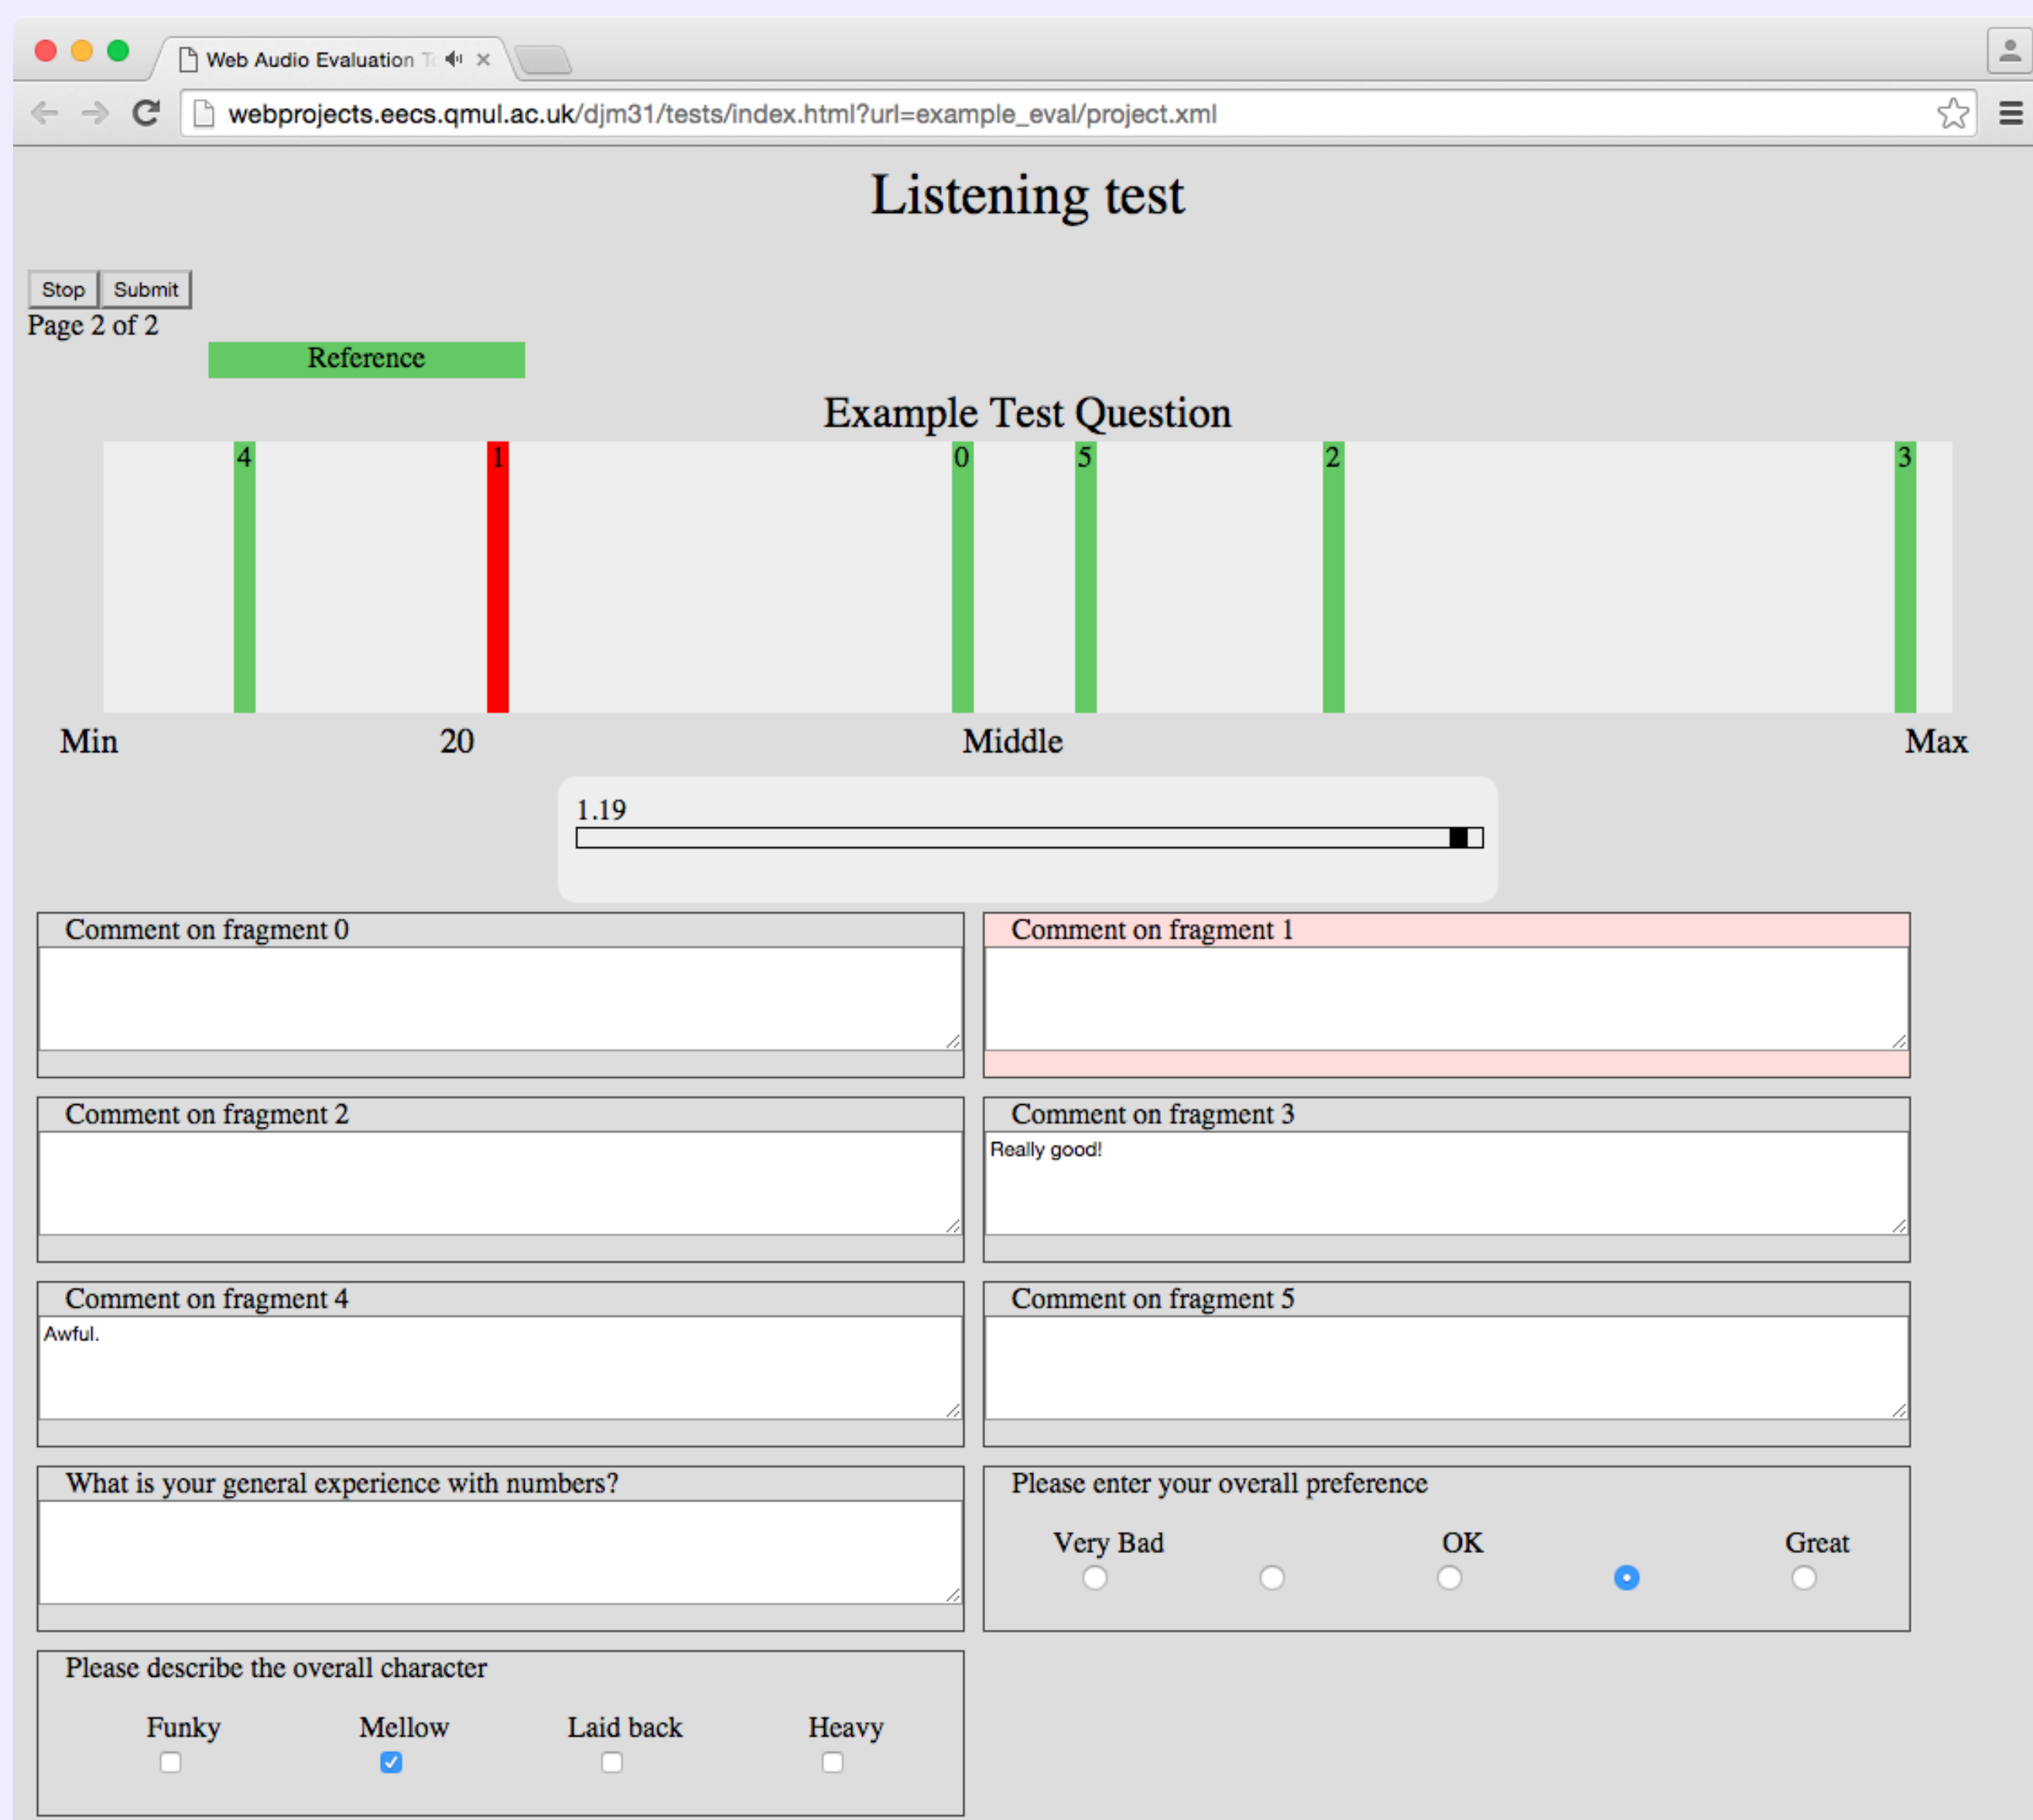 Web Audio Evaluation
webprojects.eecs.qmul.ac.uk/djm31/tests/index.html?url=example_eval/project.xml
Listening test
Stop Submit
Page 2 of 2
Reference
Example Test Question
4 1 0 5 2 3
Min 20 Middle Max
1.19
Comment on fragment 0 Comment on fragment 1
Comment on fragment 2 Comment on fragment 3
Really good!
Comment on fragment 4 Comment on fragment 5
Awful.
What is your general experience with numbers? Please enter your overall preference
Very Bad OK Great
Please describe the overall character
Funky Mellow Laid back Heavy